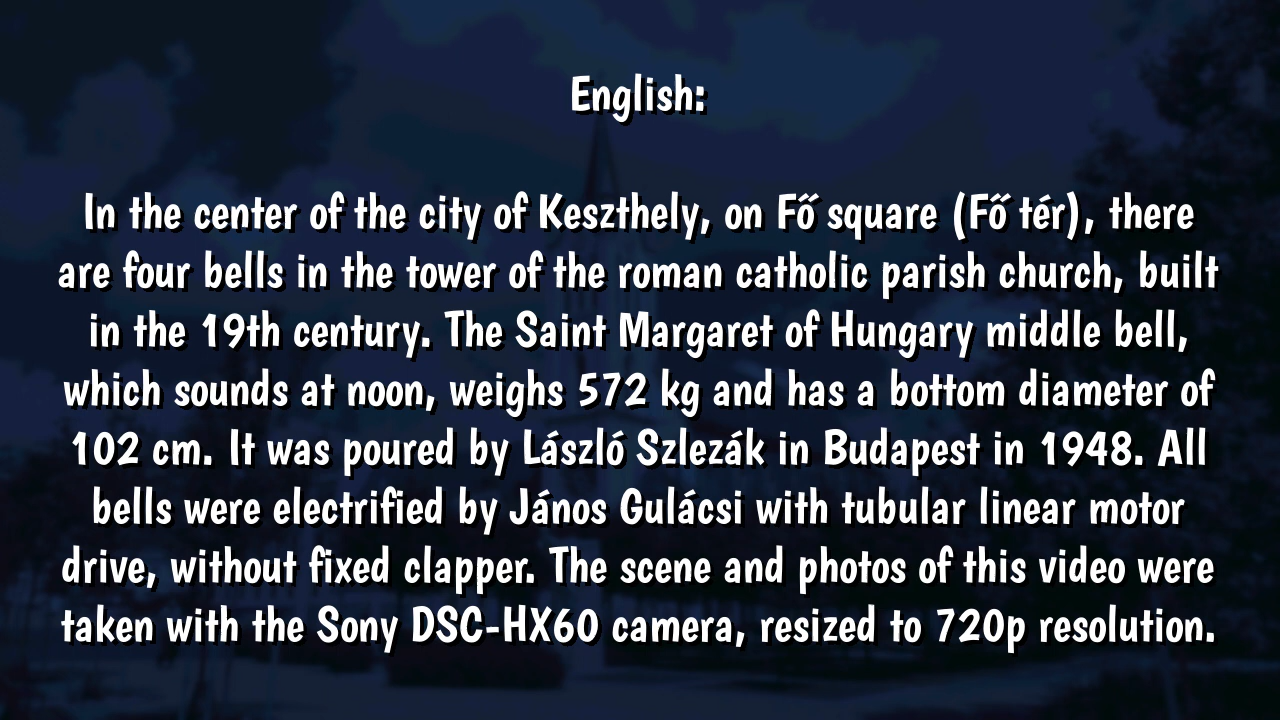 English:
In the center of the city of Keszthely, on Fő square (Fő tér), there
are four bells in the tower of the roman catholic parish church, built
in the 19th century. The Saint Margaret of Hungary middle bell,
which sounds at noon, weighs 572 kg and has a bottom diameter of
102 cm. It was poured by László Szlezák in Budapest in 1948. All
bells were electrified by János Gulácsi with tubular linear motor
drive, without fixed clapper. The scene and photos of this video were
taken with the Sony DSC-HX60 camera, resized to 720p resolution.